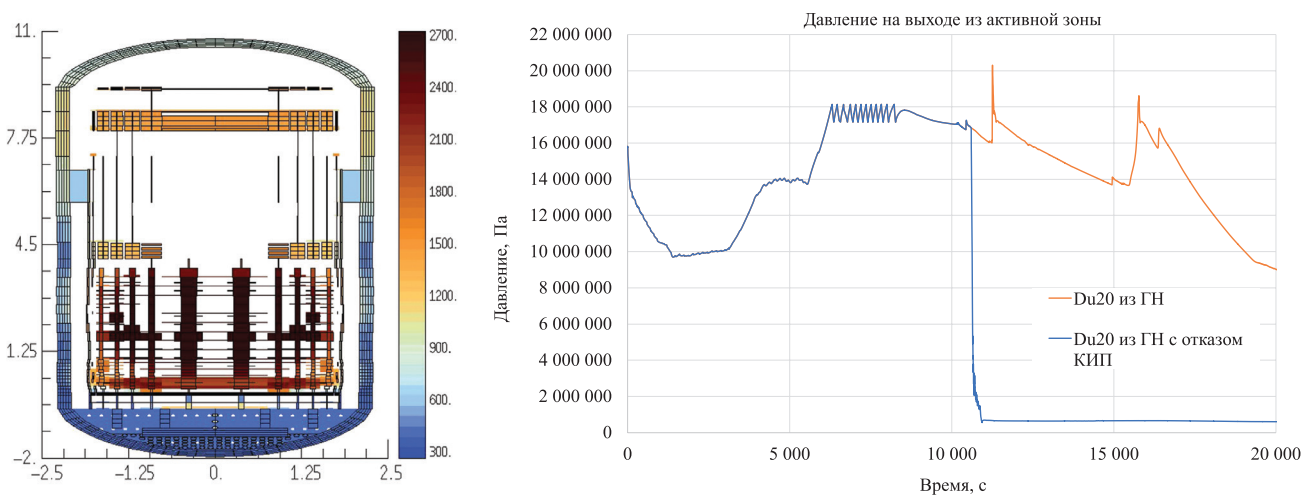 11.
7.75
4.5
1.25
-2.
-2.5
-1.25
0.
1.25
2.5
2700.
2400.
2100.
1800.
1500.
1200.
900.
600.
300.
Давление на выходе из активной зоны
Давление, Па
22 000 000
20 000 000
18 000 000
16 000 000
14 000 000
12 000 000
10 000 000
8 000 000
6 000 000
4 000 000
2 000 000
0
Du20 из ГН
Du20 из ГН с отказом
КИП
0
5 000
10 000
15 000
20 000
Время, с